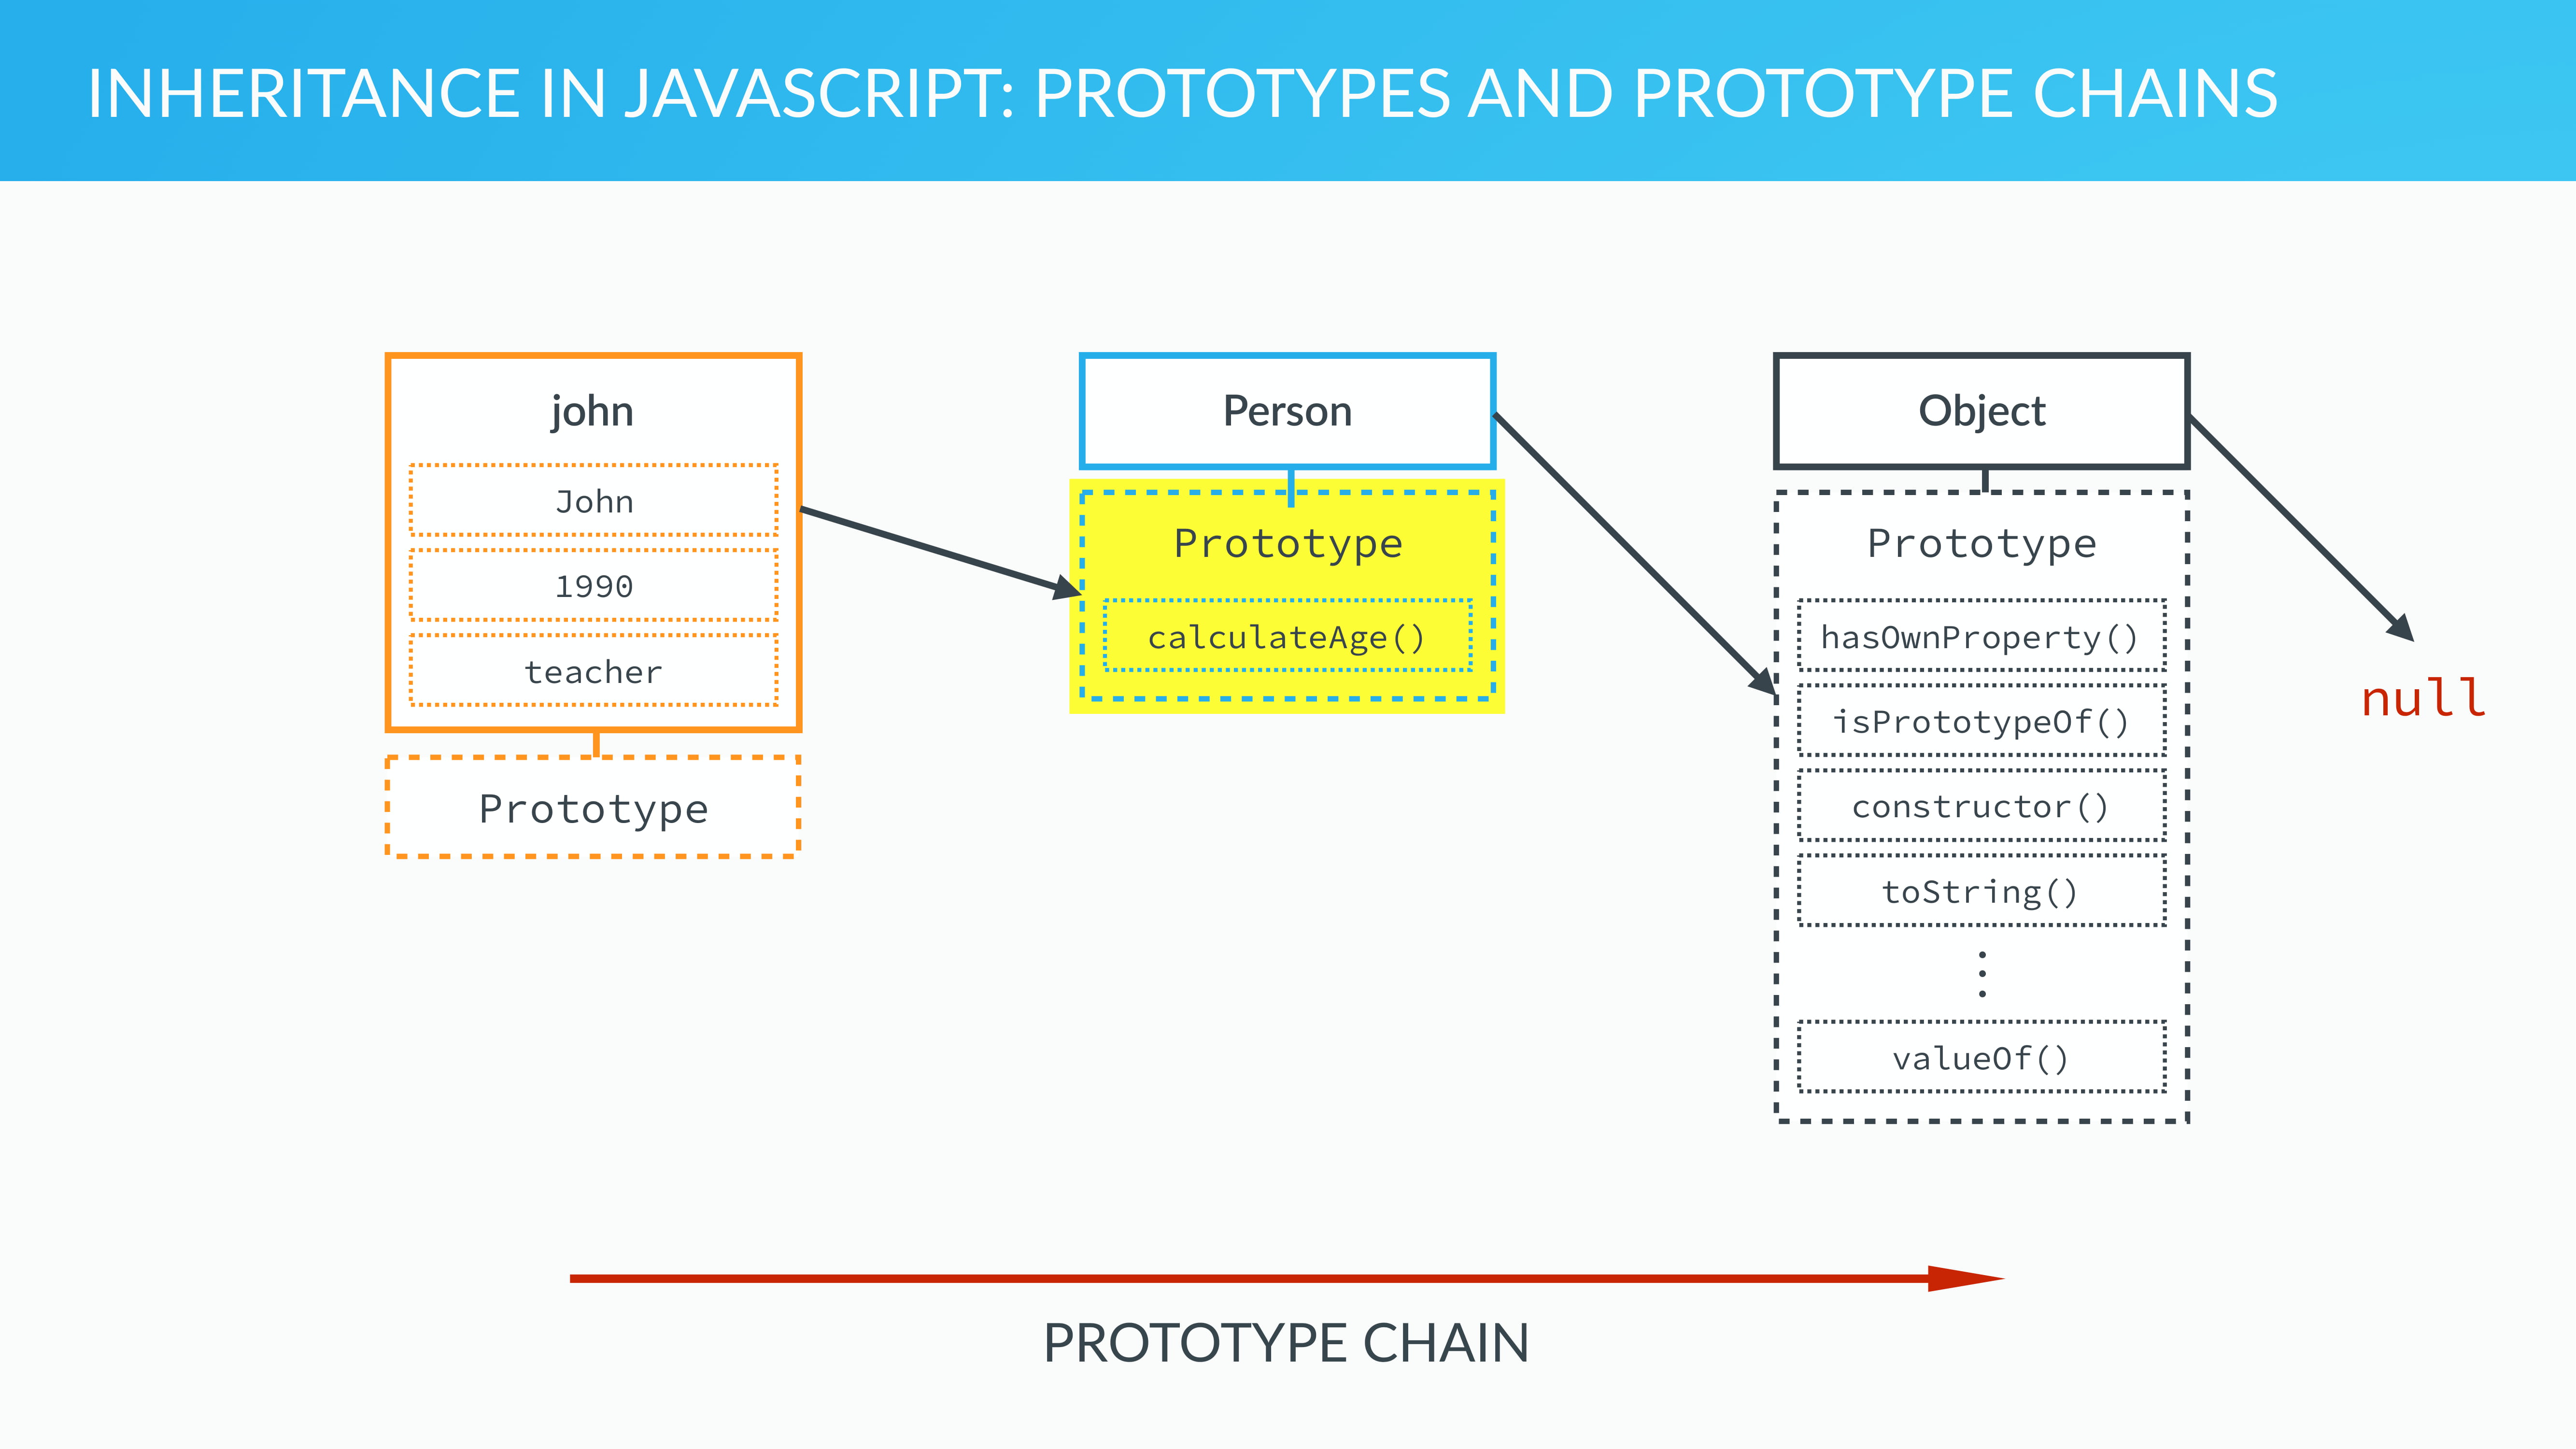 INHERITANCE IN JAVASCRIPT: PROTOTYPES AND PROTOTYPE CHAINS
john
John
1990
teacher
Prototype
Person
Prototype
calculateAge()
Object
Prototype
hasOwnProperty()
isPrototypeOf()
constructor()
toString()
valueOf()
null
PROTOTYPE CHAIN